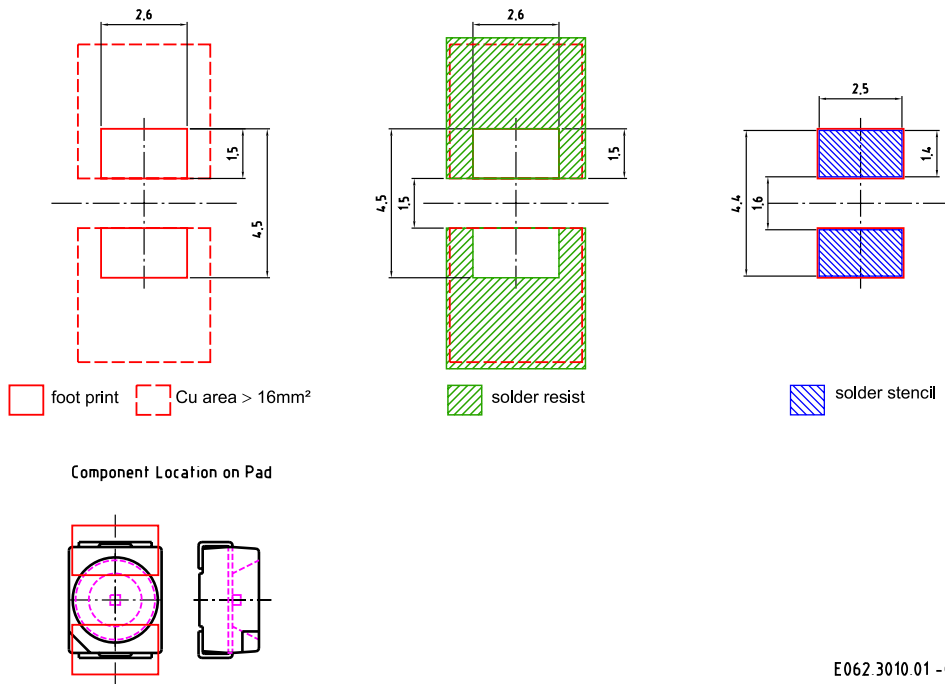 2,6
1,5
4,5
2,6
4,5
1,5
1,5
2,5
4,4
1,6
1,4
foot print
Cu area > 16mm²
solder resist
solder stencil
Component Location on Pad
E062.3010.01 -